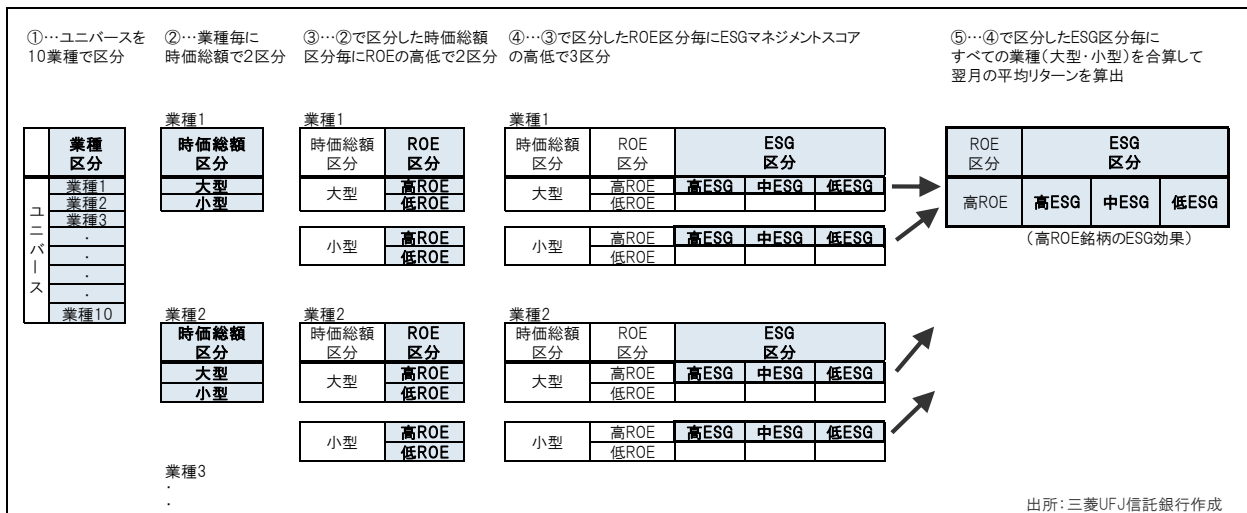 ①…ユニバースを
10業種で区分
②…業種毎に
時価総額で2区分
③…②で区分した時価総額
区分毎にROEの高低で2区分
④…③で区分したROE区分毎にESGマネジメントスコア
の高低で3区分
⑤…④で区分したESG区分毎に
すべての業種(大型・小型)を合算して
翌月の平均リターンを算出
業種
区分
ユニバース
業種1
業種2
業種3
・
・
・
・
業種10
業種1
時価総額
区分
大型
小型
業種1
時価総額
区分
ROE
区分
大型
高ROE
低ROE
小型
高ROE
低ROE
業種1
時価総額
区分
ROE
区分
ESG
区分
大型
高ROE 高ESG 中ESG 低ESG
低ROE
小型
高ROE 高ESG 中ESG 低ESG
低ROE
ROE
区分
ESG
区分
高ROE 高ESG 中ESG 低ESG
(高ROE銘柄のESG効果)
業種2
時価総額
区分
大型
小型
業種2
時価総額
区分
ROE
区分
大型
高ROE
低ROE
小型
高ROE
低ROE
業種2
時価総額
区分
ROE
区分
ESG
区分
大型
高ROE 高ESG 中ESG 低ESG
低ROE
小型
高ROE 高ESG 中ESG 低ESG
低ROE
業種3
・
・
出所:三菱UFJ信託銀行作成